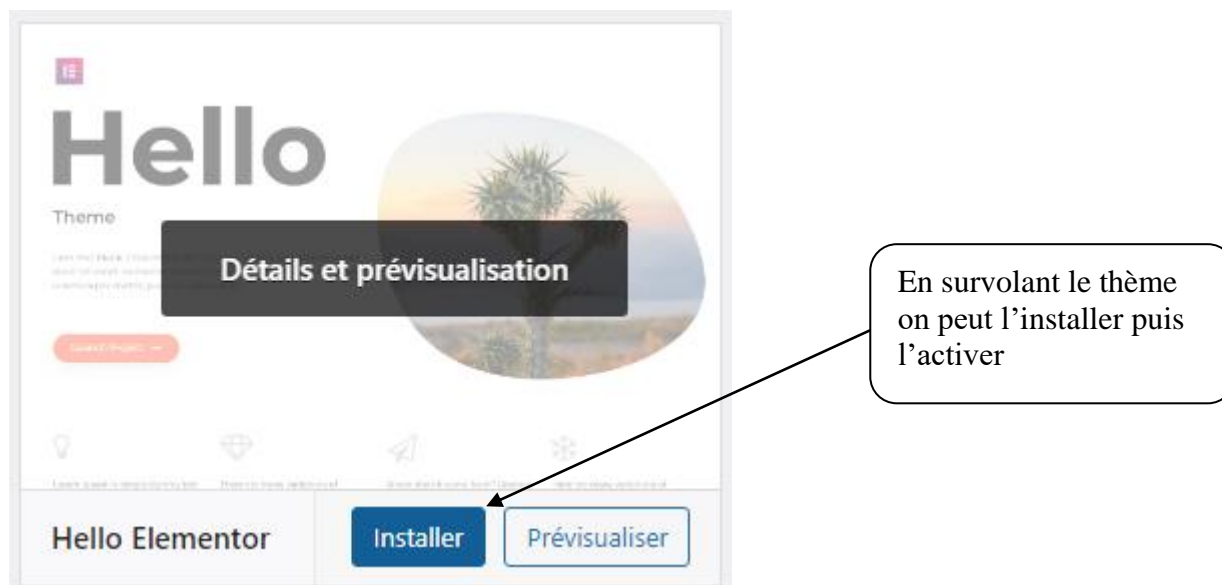 Hello
Theme
Détails et prévisualisation
En survolant le thème
on peut l’installer puis
l’activer
Hello Elementor
Installer
Prévisualiser